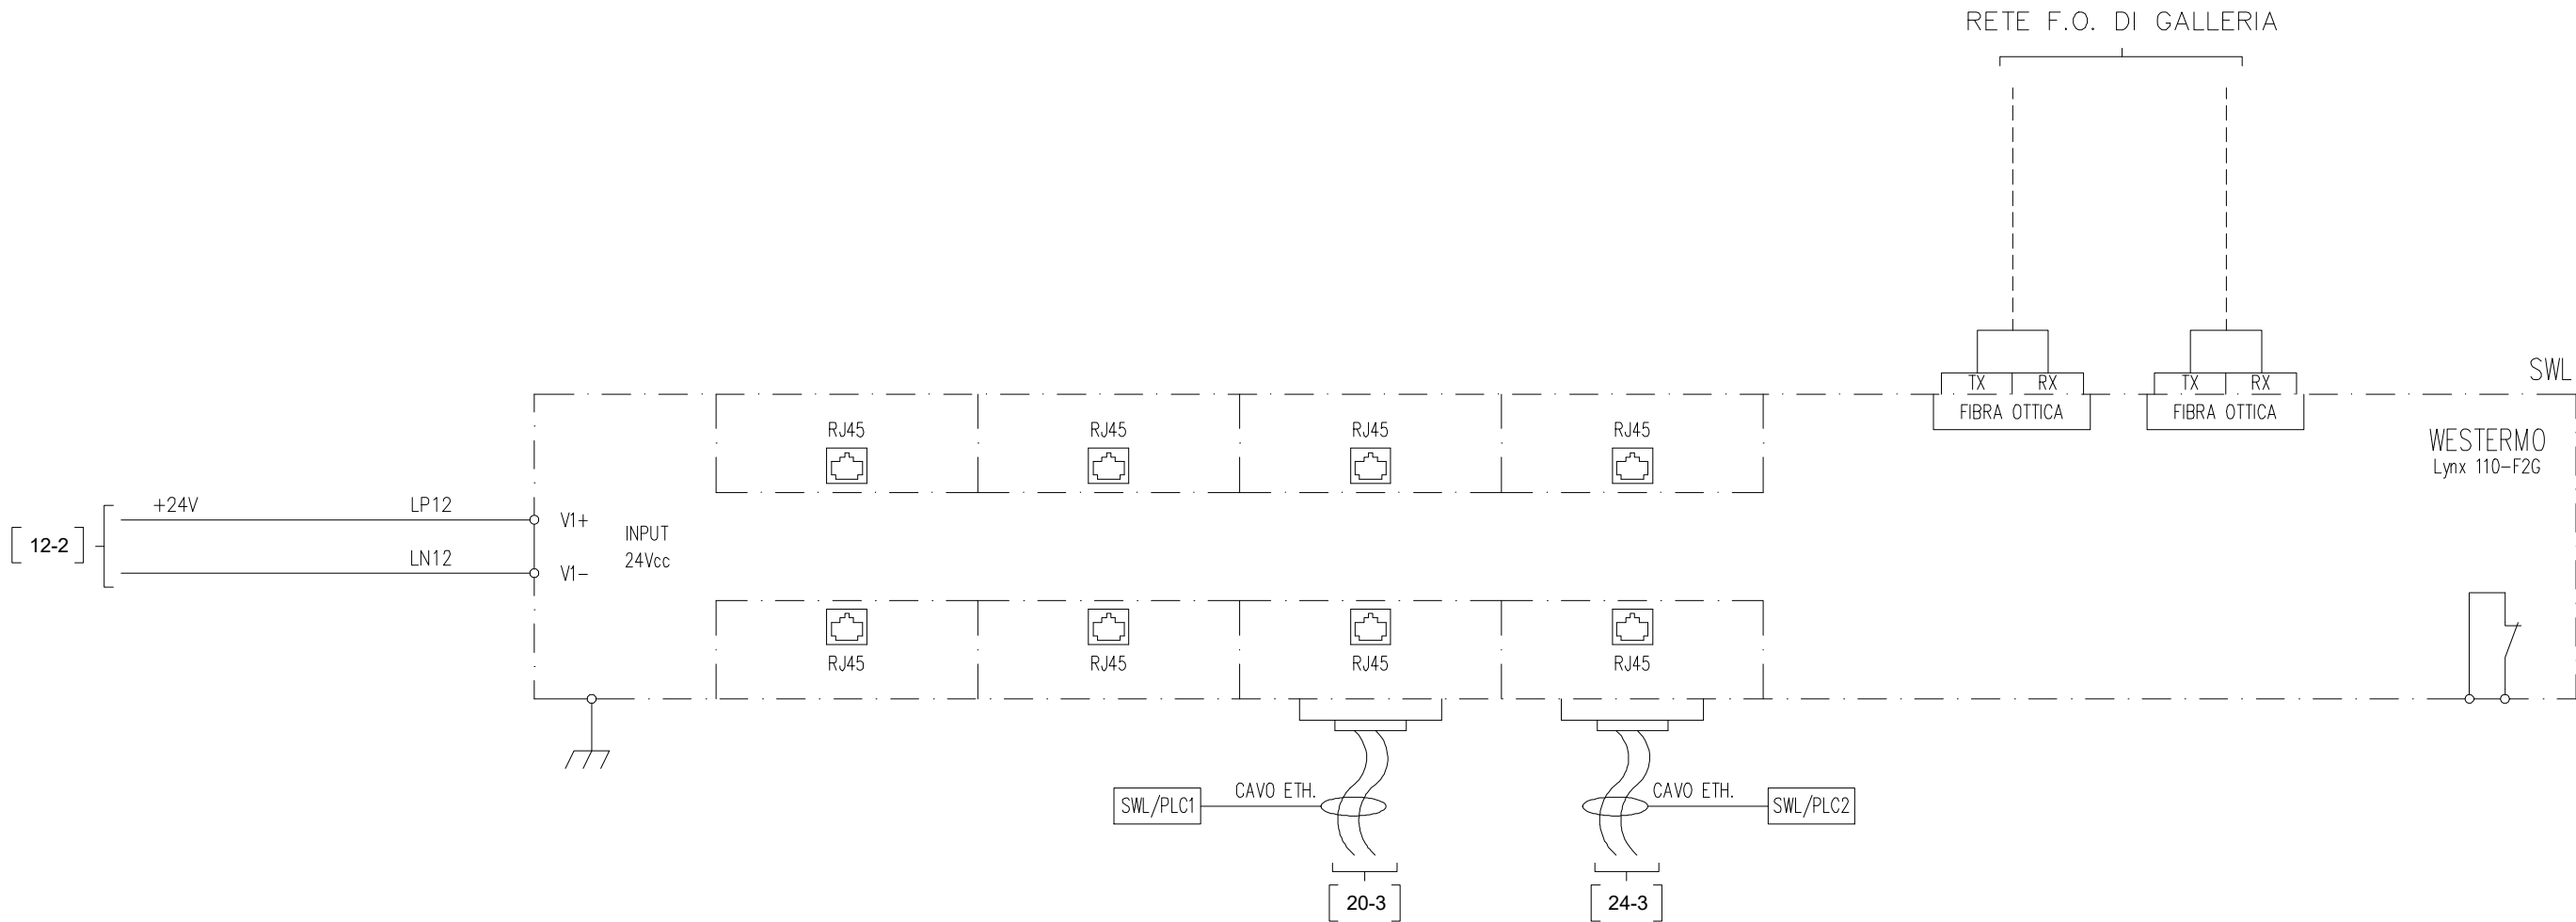 RETE F.O. DI GALLERIA
SWL
TX RX TX RX
FIBRA OTTICA FIBRA OTTICA
RJ45 RJ45 RJ45 RJ45
WESTERMO
Lynx 110-F2G
+24V LP12
V1+
INPUT
12-2
24Vcc
LN12
V1-
RJ45 RJ45 RJ45 RJ45
CAVO ETH. CAVO ETH.
SWL/PLC1 SWL/PLC2
20-3 24-3